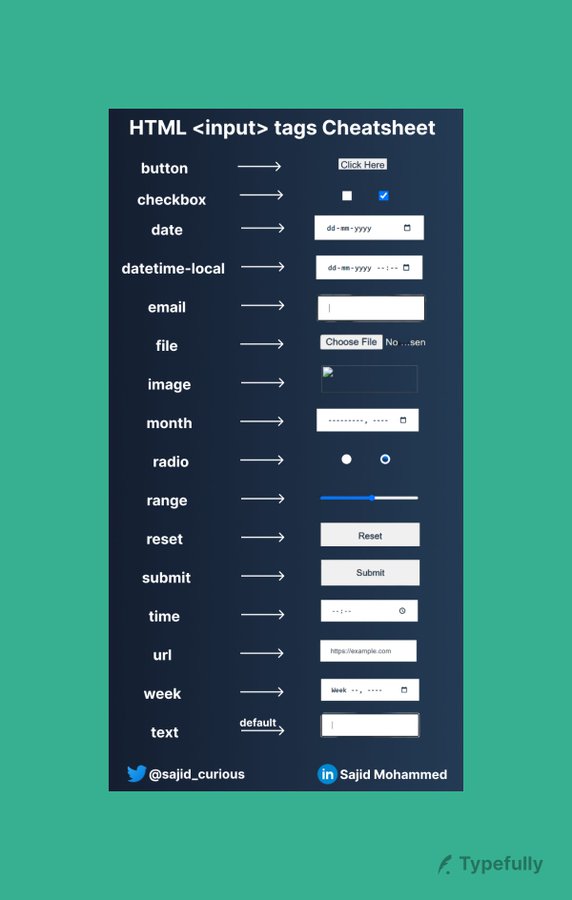 HTML <input> tags Cheatsheet
button Click Here
checkbox
date dd-mm-yyyy
datetime-local dd-mm-yyyy --:--
email
file Choose File No ...sen
image
month ---------, ----
radio
range
reset Reset
submit Submit
time --:--
url https://example.com
week Week --, ----
text default
@sajid_curious in Sajid Mohammed
Typefully